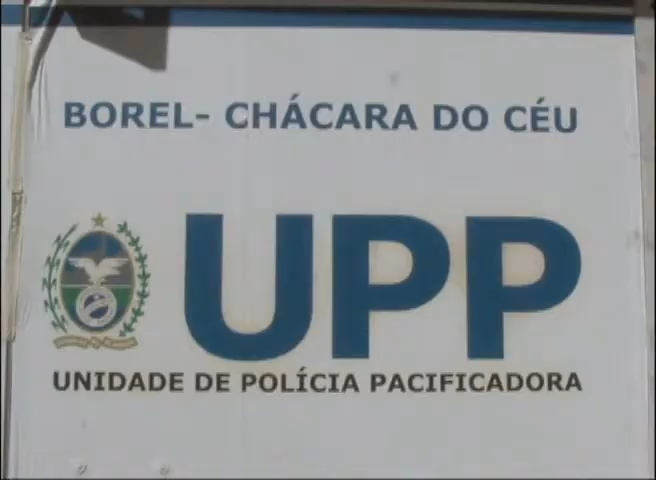 BOREL- CHÁCARA DO CÉU
UPP
UNIDADE DE POLÍCIA PACIFICADORA